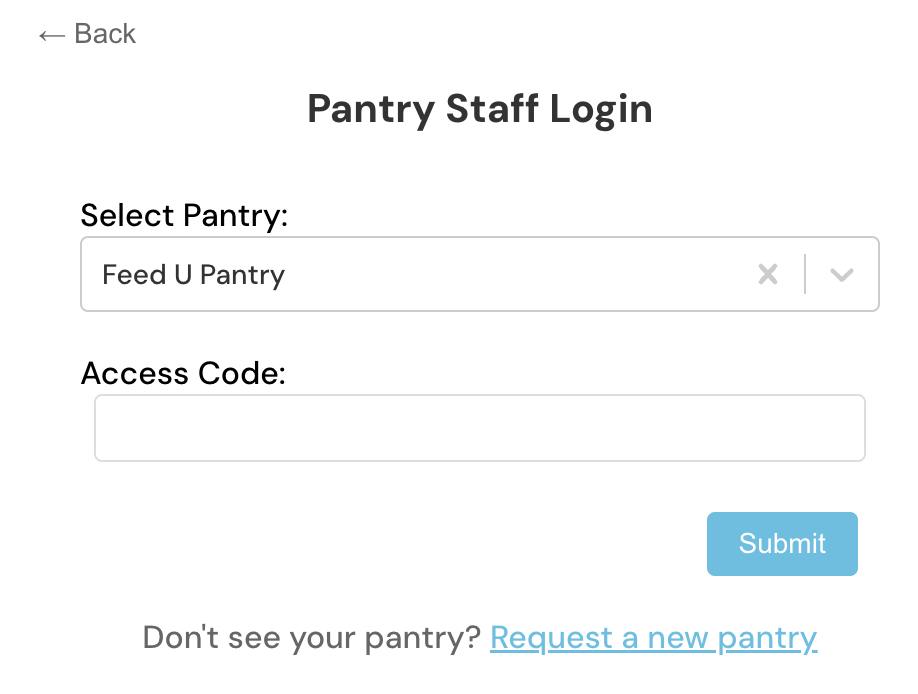 ← Back
Pantry Staff Login
Select Pantry:
Feed U Pantry
Access Code:
Submit
Don't see your pantry? Request a new pantry